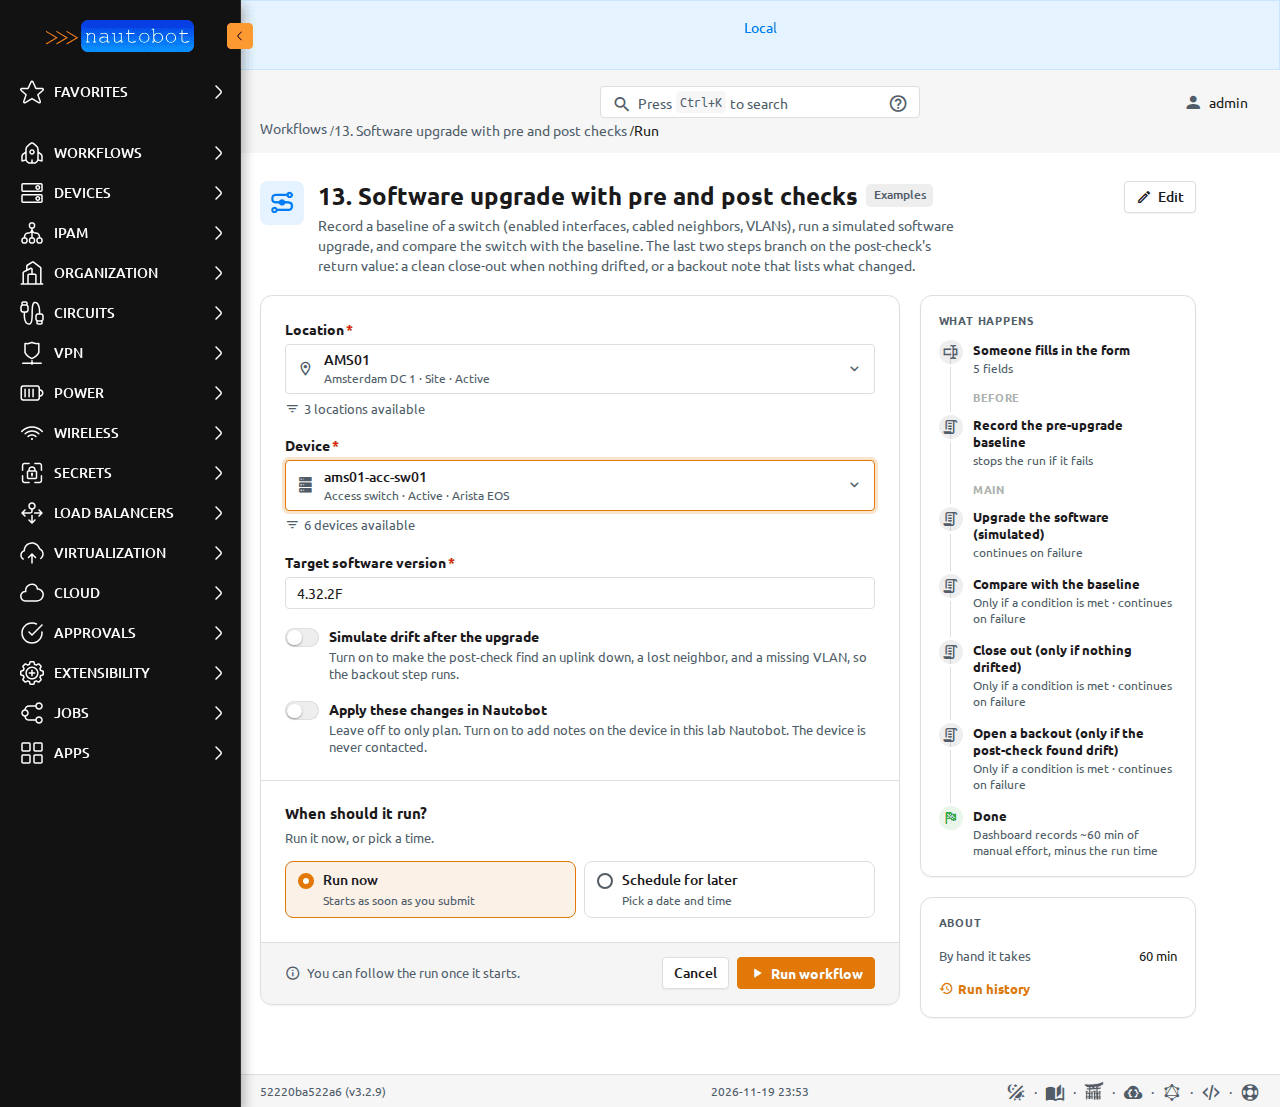 >>> nautobot
Local
FAVORITES
WORKFLOWS
DEVICES
IPAM
ORGANIZATION
CIRCUITS
VPN
POWER
WIRELESS
SECRETS
LOAD BALANCERS
VIRTUALIZATION
CLOUD
APPROVALS
EXTENSIBILITY
JOBS
APPS
Press Ctrl+K to search
admin
Workflows / 13. Software upgrade with pre and post checks / Run
13. Software upgrade with pre and post checks Examples
Edit
Record a baseline of a switch (enabled interfaces, cabled neighbors, VLANs), run a simulated software
upgrade, and compare the switch with the baseline. The last two steps branch on the post-check's
return value: a clean close-out when nothing drifted, or a backout note that lists what changed.
Location *
AMS01
Amsterdam DC 1 · Site · Active
3 locations available
Device *
ams01-acc-sw01
Access switch · Active · Arista EOS
6 devices available
Target software version *
4.32.2F
Simulate drift after the upgrade
Turn on to make the post-check find an uplink down, a lost neighbor, and a missing VLAN, so
the backout step runs.
Apply these changes in Nautobot
Leave off to only plan. Turn on to add notes on the device in this lab Nautobot. The device is
never contacted.
When should it run?
Run it now, or pick a time.
Run now
Starts as soon as you submit
Schedule for later
Pick a date and time
You can follow the run once it starts.
Cancel
Run workflow
WHAT HAPPENS
Someone fills in the form
5 fields
BEFORE
Record the pre-upgrade
baseline
stops the run if it fails
MAIN
Upgrade the software
(simulated)
continues on failure
Compare with the baseline
Only if a condition is met · continues
on failure
Close out (only if nothing
drifted)
Only if a condition is met · continues
on failure
Open a backout (only if the
post-check found drift)
Only if a condition is met · continues
on failure
Done
Dashboard records ~60 min of
manual effort, minus the run time
ABOUT
By hand it takes 60 min
Run history
52220ba522a6 (v3.2.9)
2026-11-19 23:53